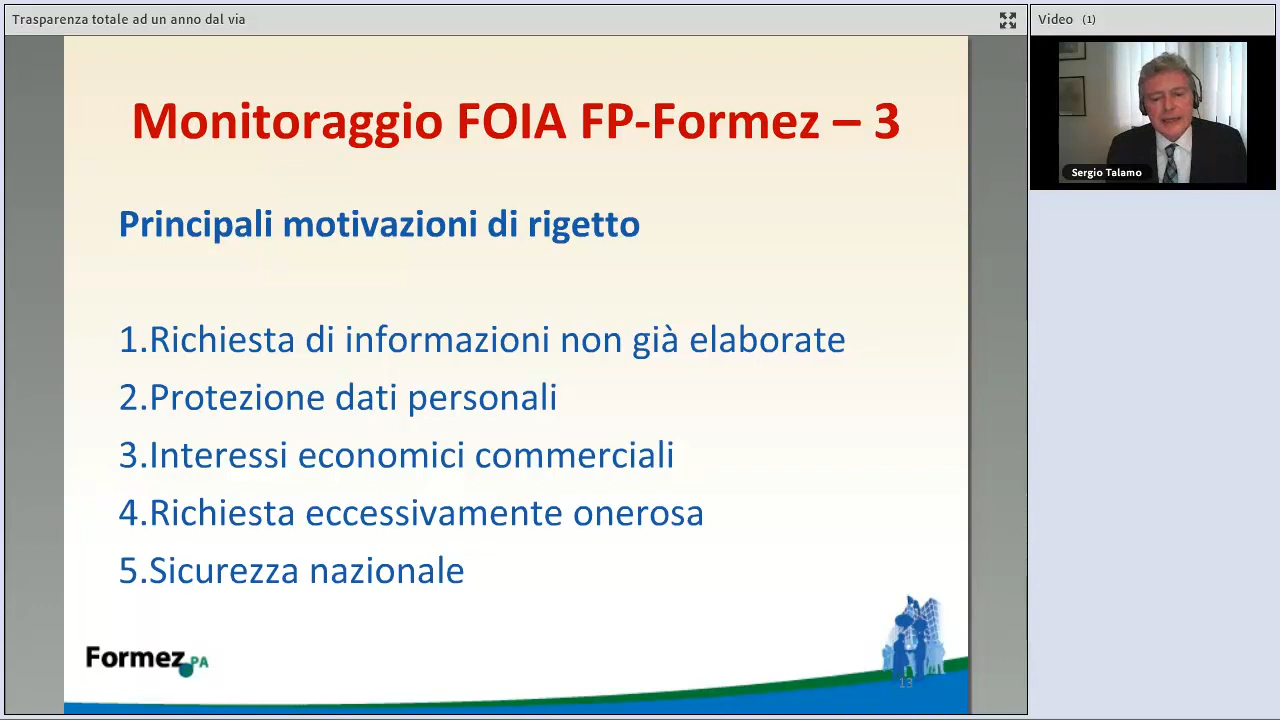 Trasparenza totale ad un anno dal via
Video (1)
Sergio Talamo
Monitoraggio FOIA FP-Formez – 3
Principali motivazioni di rigetto
1.Richiesta di informazioni non già elaborate
2.Protezione dati personali
3.Interessi economici commerciali
4.Richiesta eccessivamente onerosa
5.Sicurezza nazionale
Formez PA
13